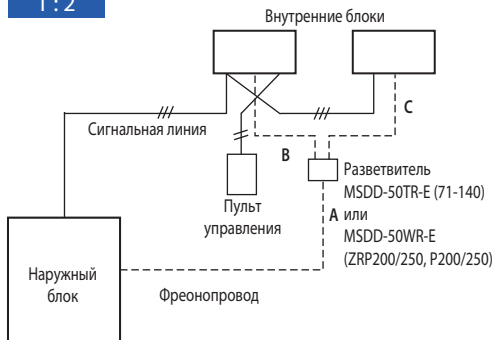 1 : 2
Внутренние блоки
С
Сигнальная линия
В
Разветвитель
MSDD-50TR-E (71-140)
А или
MSDD-50WR-E
(ZRP200/250, P200/250)
Пульт
управления
Наружный
блок
Фреонопровод